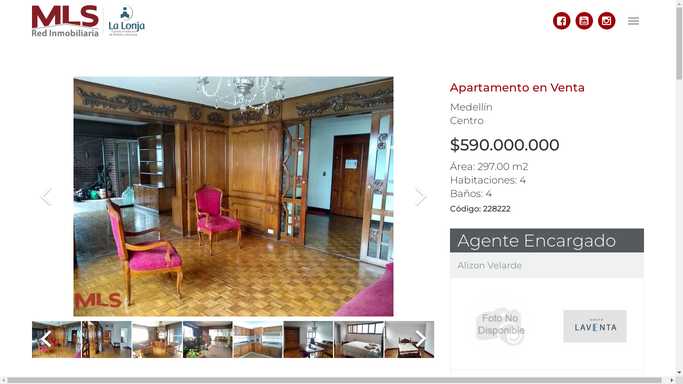 MLS
Red Inmobiliaria
La Lonja
Apartamento en Venta
Medellín
Centro
$590.000.000
Área: 297.00 m2
Habitaciones: 4
Baños: 4
Código: 228222
MLS
Agente Encargado
Alizon Velarde
Foto No
Disponible
LAVENTA